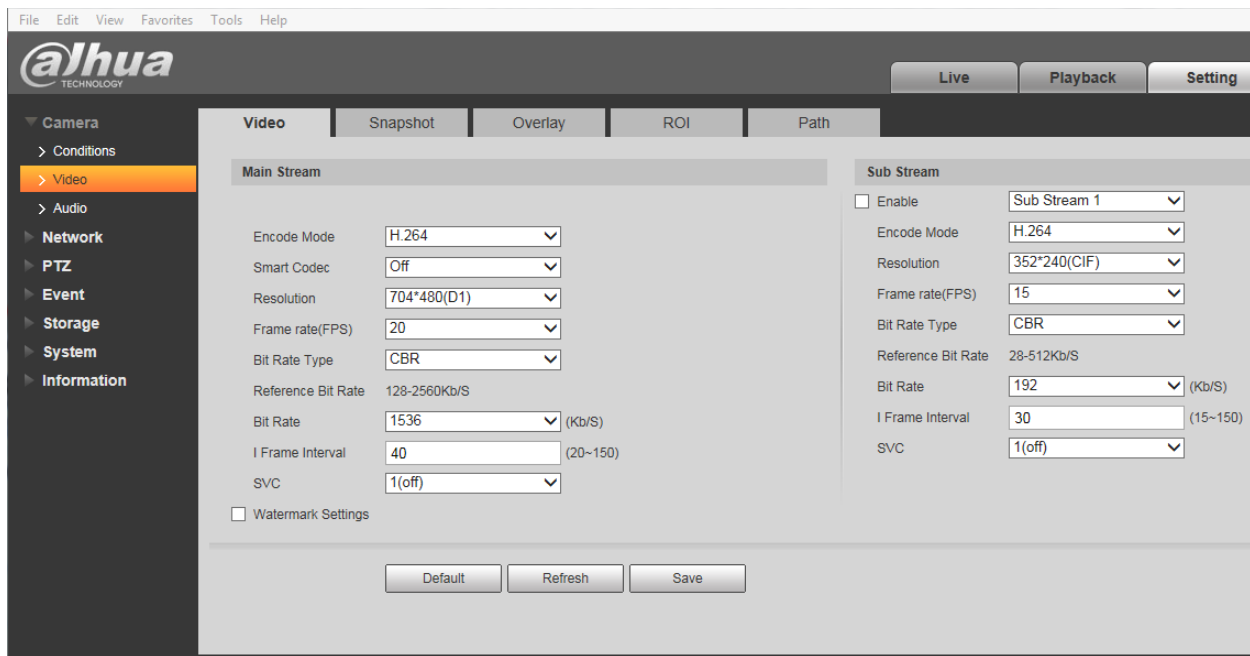 File Edit View Favorites Tools Help
alhua
TECHNOLOGY
Live Playback Setting
Camera
Conditions
Video
Audio
Network
PTZ
Event
Storage
System
Information
Video Snapshot Overlay ROI Path
Main Stream
Encode Mode H.264
Smart Codec Off
Resolution 704*480(D1)
Frame rate(FPS) 20
Bit Rate Type CBR
Reference Bit Rate 128-2560Kb/S
Bit Rate 1536 (Kb/S)
I Frame Interval 40 (20~150)
SVC 1(off)
Watermark Settings
Sub Stream
Enable Sub Stream 1
Encode Mode H.264
Resolution 352*240(CIF)
Frame rate(FPS) 15
Bit Rate Type CBR
Reference Bit Rate 28-512Kb/S
Bit Rate 192 (Kb/S)
I Frame Interval 30 (15~150)
SVC 1(off)
Default Refresh Save